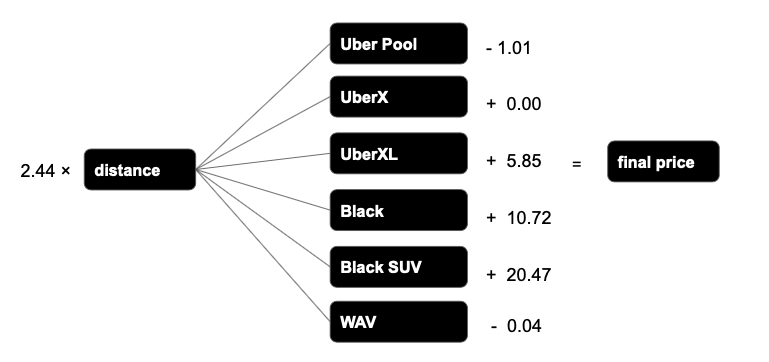 Uber Pool - 1.01
UberX + 0.00
UberXL + 5.85
2.44 × distance = final price
Black + 10.72
Black SUV + 20.47
WAV - 0.04